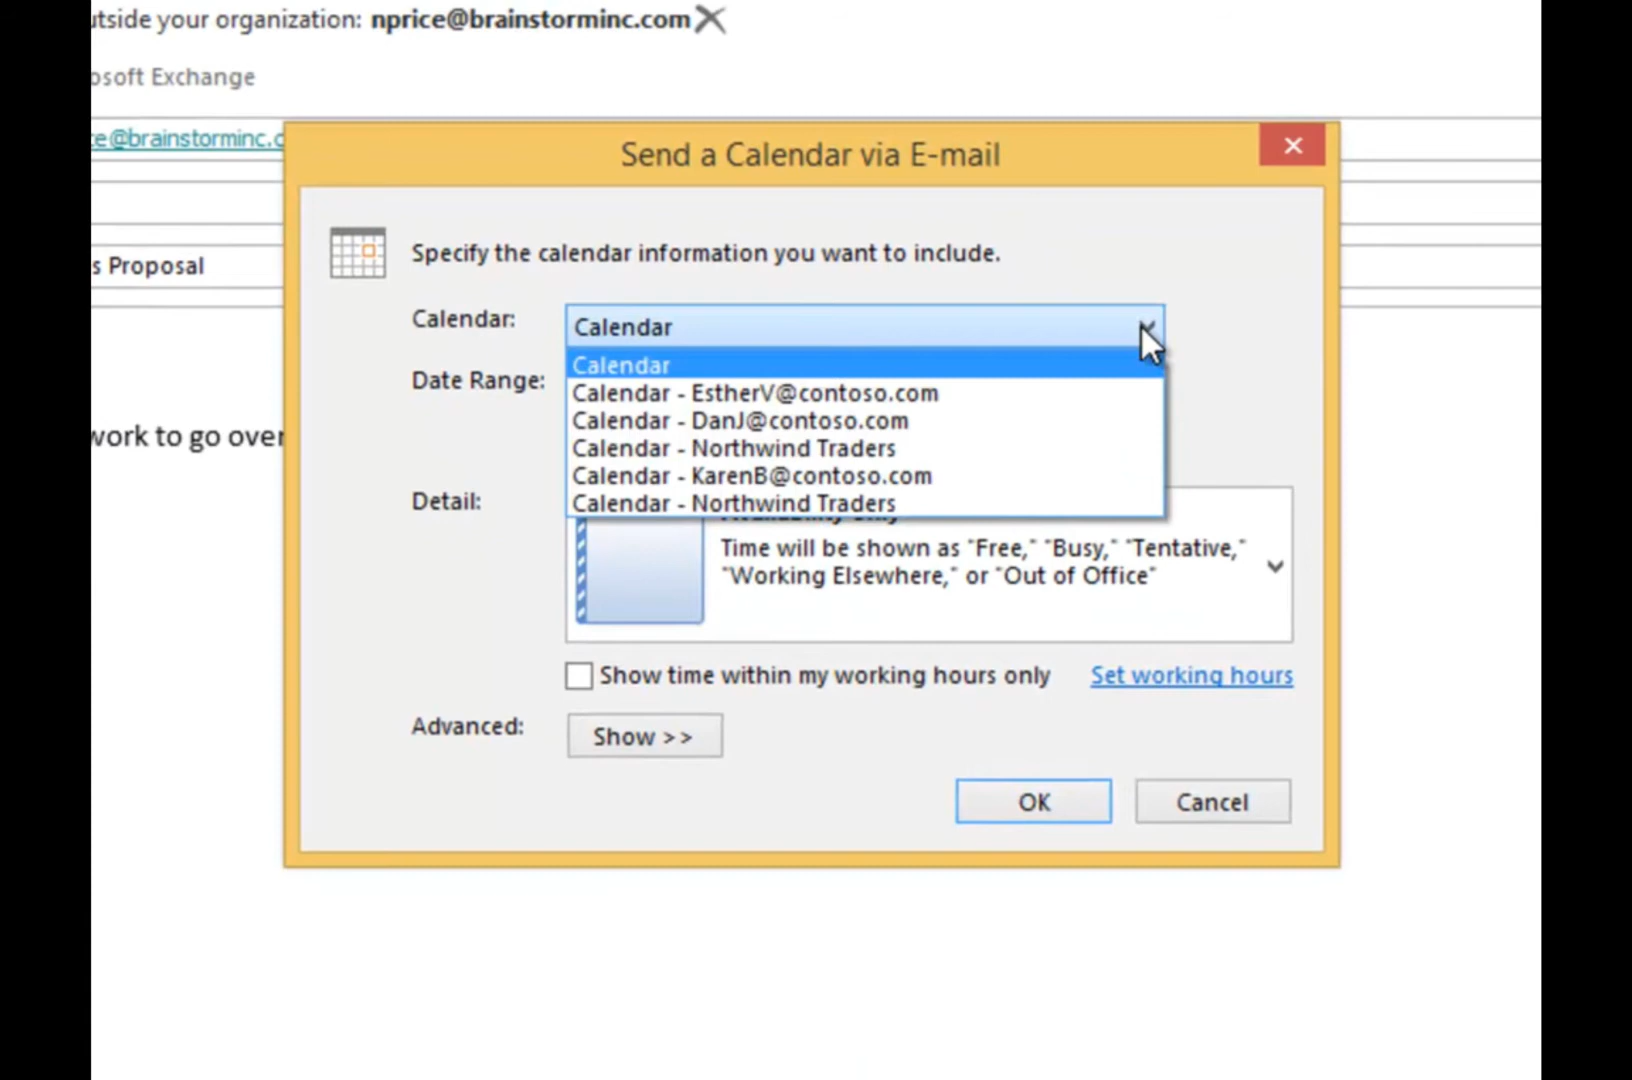 utside your organization: nprice@brainstorminc.com
osoft Exchange
ce@brainstorminc.c
Send a Calendar via E-mail
s Proposal
Specify the calendar information you want to include.
Calendar: Calendar
Calendar
Date Range:
Calendar - EstherV@contoso.com
Calendar - DanJ@contoso.com
work to go over
Calendar - Northwind Traders
Calendar - KarenB@contoso.com
Detail:
Calendar - Northwind Traders
Time will be shown as "Free," "Busy," "Tentative,"
"Working Elsewhere," or "Out of Office"
Show time within my working hours only Set working hours
Advanced: Show >>
OK Cancel